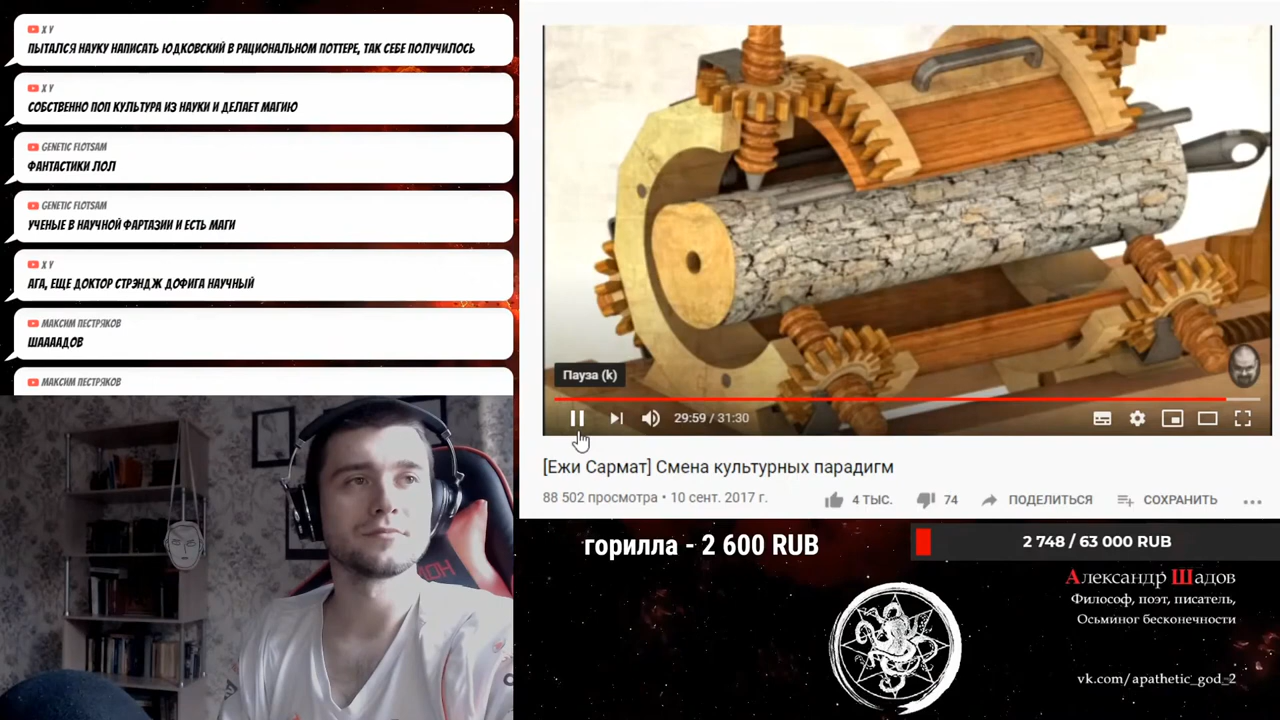 X Y
ПЫТАЛСЯ НАУКУ НАПИСАТЬ ЮДКОВСКИЙ В РАЦИОНАЛЬНОМ ПОТТЕРЕ, ТАК СЕБЕ ПОЛУЧИЛОСЬ
X Y
СОБСТВЕННО ПОП КУЛЬТУРА ИЗ НАУКИ И ДЕЛАЕТ МАГИЮ
GENETIC FLOTSAM
ФАНТАСТИКИ ЛОЛ
GENETIC FLOTSAM
УЧЕНЫЕ В НАУЧНОЙ ФАРТАЗИИ И ЕСТЬ МАГИ
X Y
АГА, ЕЩЕ ДОКТОР СТРЭНДЖ ДОФИГА НАУЧНЫЙ
МАКСИМ ПЕСТРЯКОВ
ШААААДОВ
МАКСИМ ПЕСТРЯКОВ
Пауза (k)
29:59 / 31:30
[Ежи Сармат] Смена культурных парадигм
88 502 просмотра • 10 сент. 2017 г.
4 ТЫС.
74
ПОДЕЛИТЬСЯ
СОХРАНИТЬ
горилла - 2 600 RUB
2 748 / 63 000 RUB
Александр Шадов
Философ, поэт, писатель,
Осьминог бесконечности
vk.com/apathetic_god_2